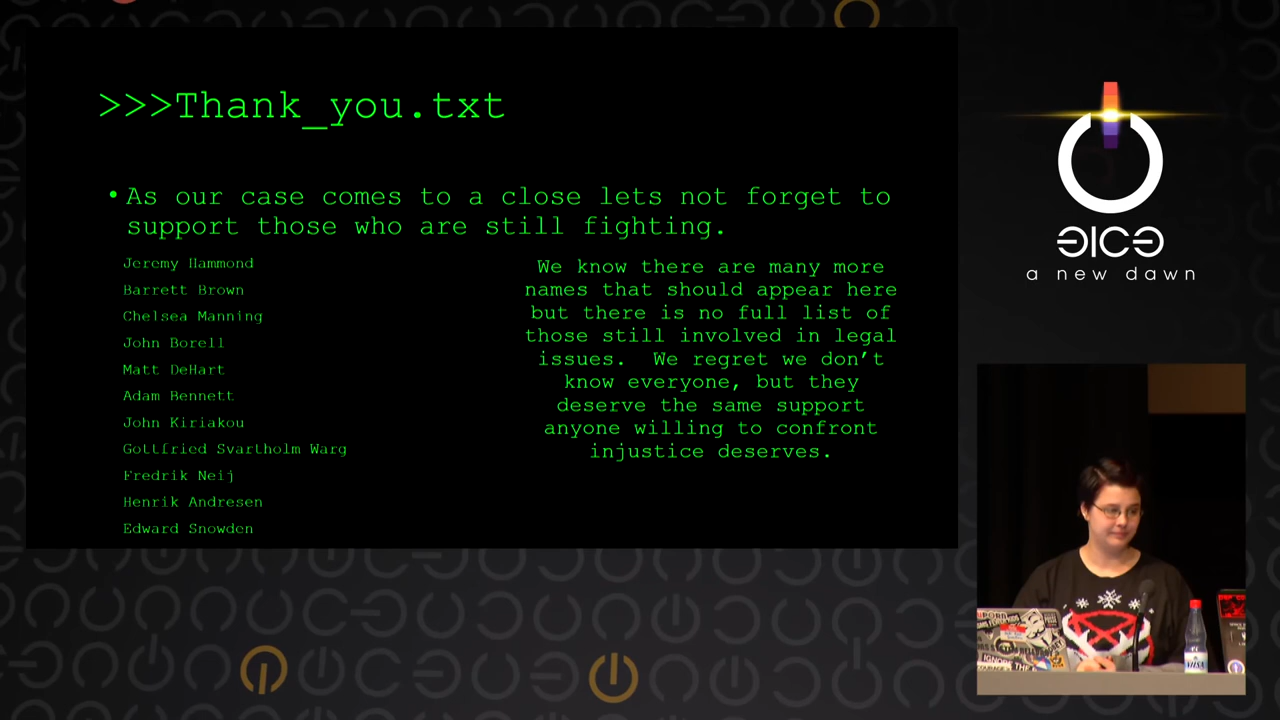 >>>Thank_you.txt
• As our case comes to a close lets not forget to
support those who are still fighting.
Jeremy Hammond
Barrett Brown
Chelsea Manning
John Borell
Matt DeHart
Adam Bennett
John Kiriakou
Gottfried Svartholm Warg
Fredrik Neij
Henrik Andresen
Edward Snowden
We know there are many more
names that should appear here
but there is no full list of
those still involved in legal
issues. We regret we don’t
know everyone, but they
deserve the same support
anyone willing to confront
injustice deserves.
a new dawn